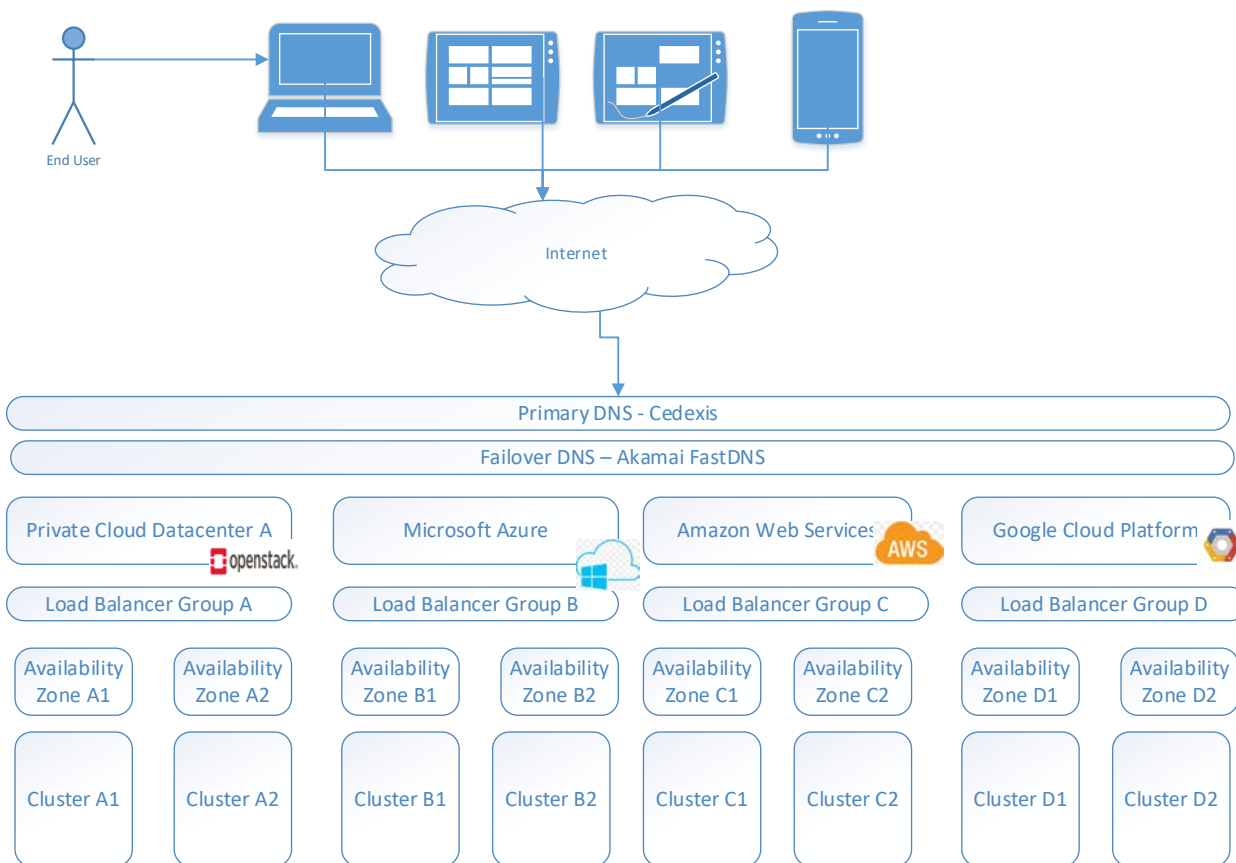 End User
Internet
Primary DNS - Cedexis
Failover DNS – Akamai FastDNS
Private Cloud Datacenter A
openstack.
Microsoft Azure
Amazon Web Services
AWS
Google Cloud Platform
Load Balancer Group A
Load Balancer Group B
Load Balancer Group C
Load Balancer Group D
Availability
Zone A1
Availability
Zone A2
Availability
Zone B1
Availability
Zone B2
Availability
Zone C1
Availability
Zone C2
Availability
Zone D1
Availability
Zone D2
Cluster A1
Cluster A2
Cluster B1
Cluster B2
Cluster C1
Cluster C2
Cluster D1
Cluster D2